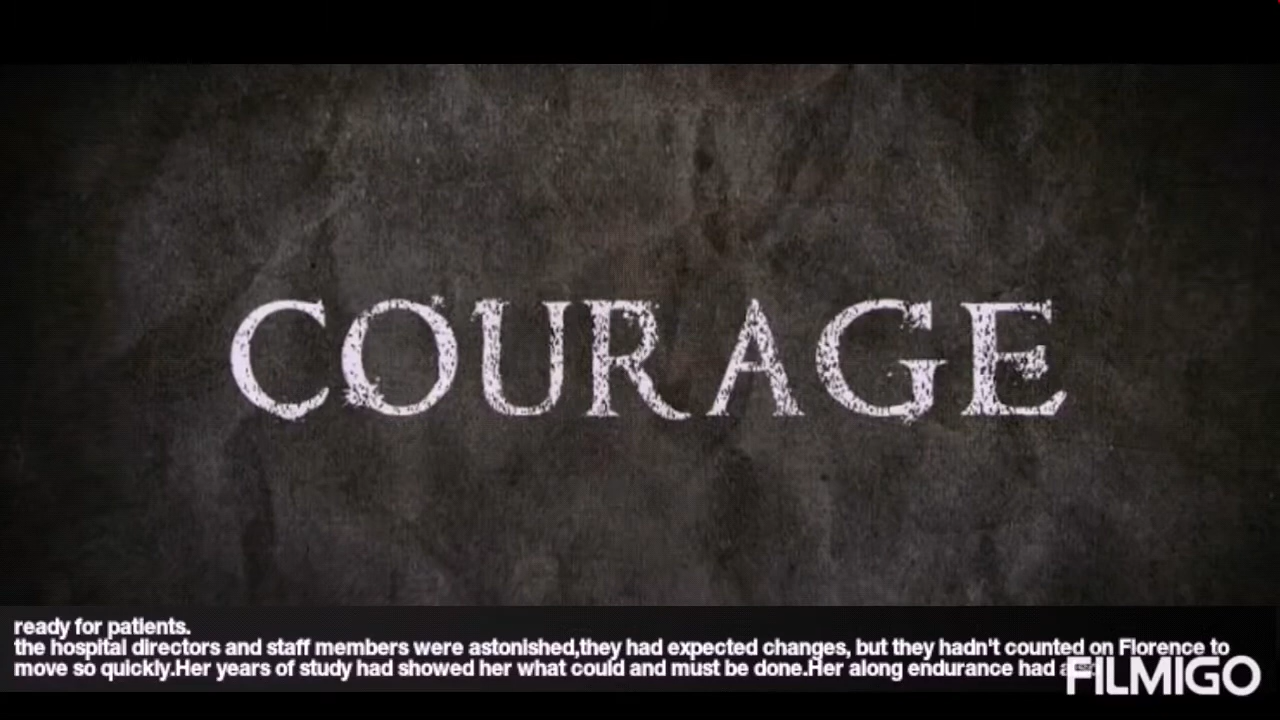 COURAGE
ready for patients.
the hospital directors and staff members were astonished,they had expected changes, but they hadn't counted on Florence to
move so quickly.Her years of study had showed her what could and must be done.Her along endurance had
FILMIGO